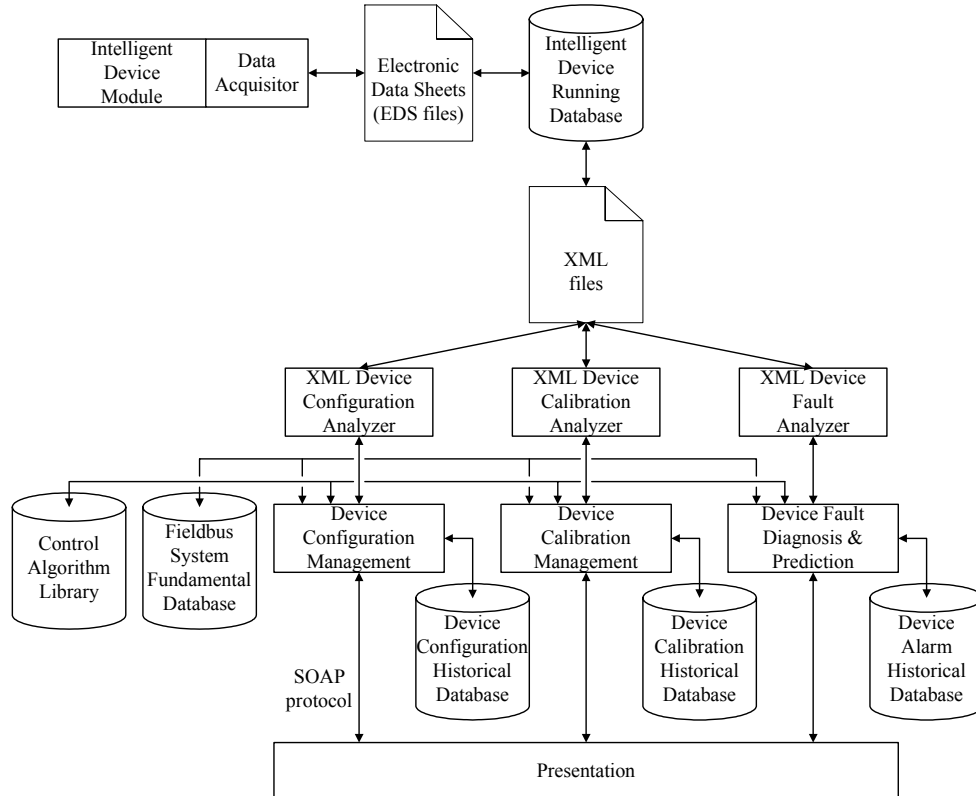 Intelligent
Device
Module
Data
Acquisitor
Electronic
Data Sheets
(EDS files)
Intelligent
Device
Running
Database
XML
files
XML Device
Configuration
Analyzer
XML Device
Calibration
Analyzer
XML Device
Fault
Analyzer
Control
Algorithm
Library
Fieldbus
System
Fundamental
Database
Device
Configuration
Management
Device
Calibration
Management
Device Fault
Diagnosis &
Prediction
Device
Configuration
Historical
Database
Device
Calibration
Historical
Database
Device
Alarm
Historical
Database
SOAP
protocol
Presentation